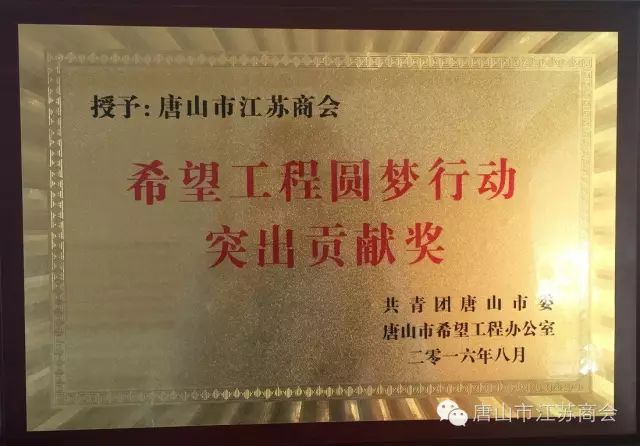 授予：唐山市江苏商会
希望工程圆梦行动
突出贡献奖
共青团唐山市委
唐山市希望工程办公室
二零一六年八月
唐山市江苏商会